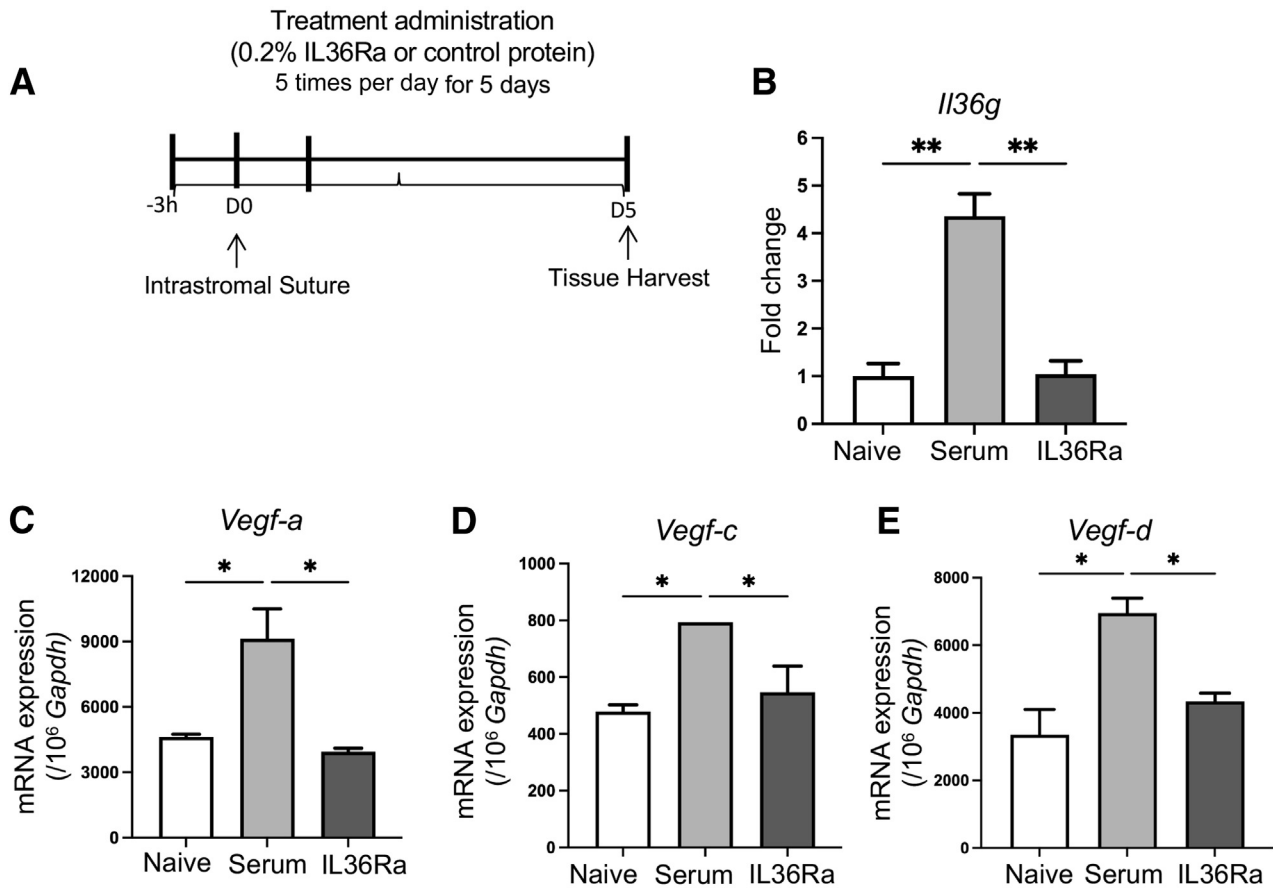 A
Treatment administration
(0.2% IL36Ra or control protein)
5 times per day for 5 days
-3h
D0
D5
Intrastromal Suture
Tissue Harvest
B
Il36g
Fold change
6
5
4
3
2
1
0
** **
Naive Serum IL36Ra
C
Vegf-a
mRNA expression
(/10⁶ Gapdh)
12000
9000
6000
3000
0
* *
Naive Serum IL36Ra
D
Vegf-c
mRNA expression
(/10⁶ Gapdh)
1000
800
600
400
200
0
* *
Naive Serum IL36Ra
E
Vegf-d
mRNA expression
(/10⁶ Gapdh)
8000
6000
4000
2000
0
* *
Naive Serum IL36Ra